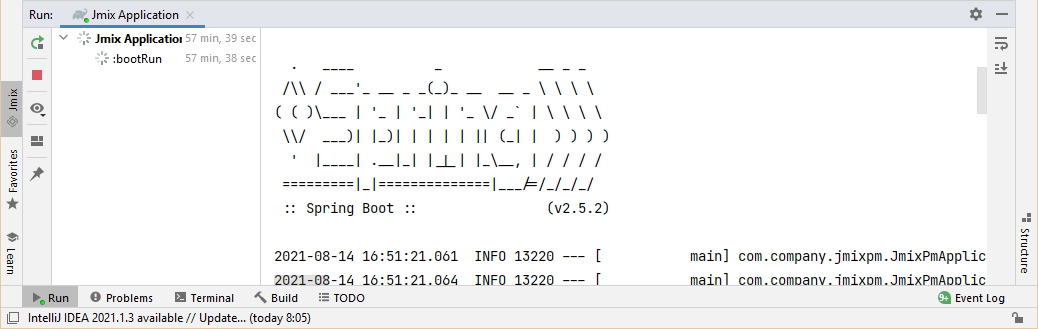 Run: Jmix Application
Jmix Application 57 min, 39 sec
:bootRun 57 min, 38 sec
  .   ____          _            __ _ _
 /\\ / ___'_ __ _ _(_)_ __  __ _ \ \ \ \
( ( )\___ | '_ | '_| | '_ \/ _` | \ \ \ \
 \\/  ___)| |_)| | | | | || (_| |  ) ) ) )
  '  |____| .__|_| |_|_| |_\__, | / / / /
 =========|_|==============|___/=/_/_/_/
:: Spring Boot :: (v2.5.2)
2021-08-14 16:51:21.061  INFO 13220 --- [           main] com.company.jmixpm.JmixPmApplic
2021-08-14 16:51:21.064  INFO 13220 --- [           main] com.company.jmixpm.JmixPmApplic
Jmix
Favorites
Learn
Structure
Run Problems Terminal Build TODO 9+ Event Log
IntelliJ IDEA 2021.1.3 available // Update... (today 8:05)